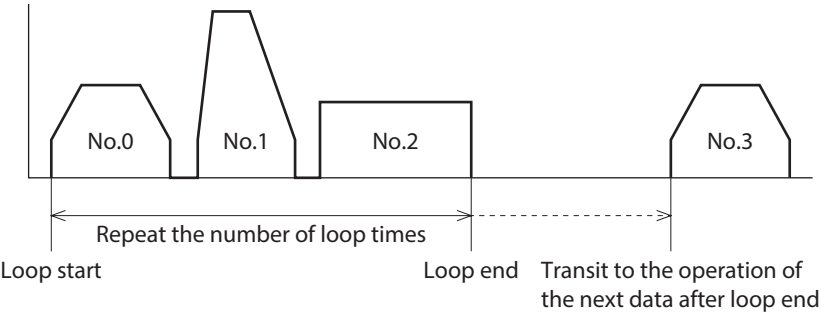 No.0
No.1
No.2
No.3
Repeat the number of loop times
Loop start
Loop end
Transit to the operation of
the next data after loop end